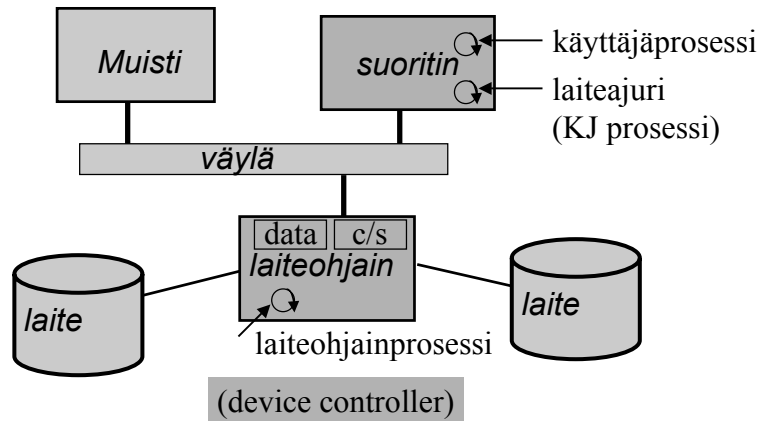 Muisti
suoritin
käyttäjäprosessi
laiteajuri
(KJ prosessi)
väylä
data
c/s
laiteohjain
laite
laite
laiteohjainprosessi
(device controller)